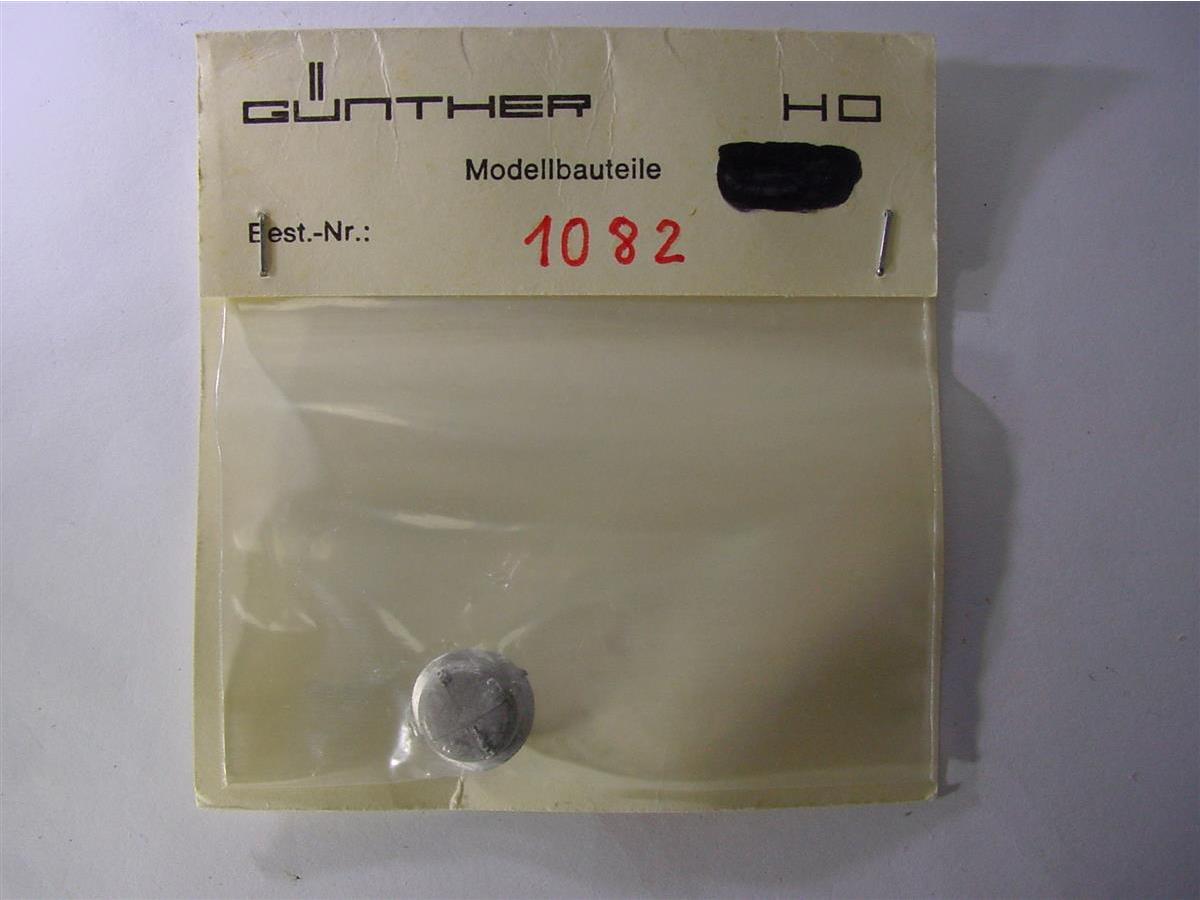 GÜNTHER HO
Modellbauteile
Best.-Nr.: 1082